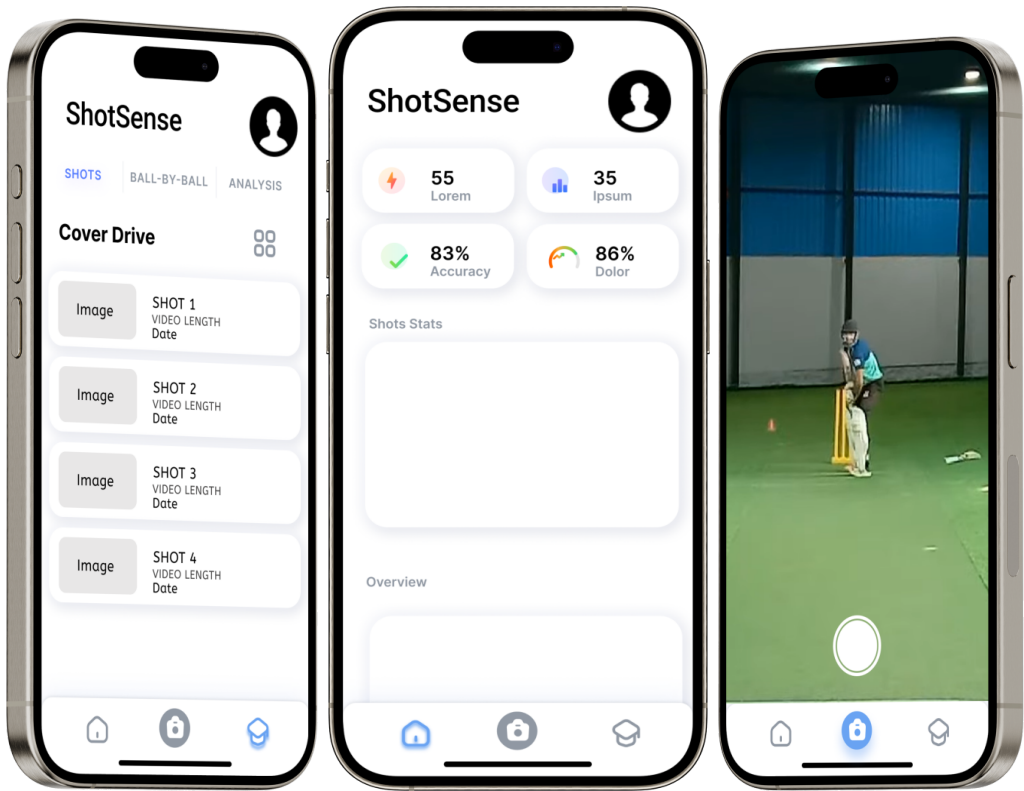 ShotSense
SHOTS
BALL-BY-BALL
ANALYSIS
Cover Drive
Image
SHOT 1
VIDEO LENGTH
Date
Image
SHOT 2
VIDEO LENGTH
Date
Image
SHOT 3
VIDEO LENGTH
Date
Image
SHOT 4
VIDEO LENGTH
Date
ShotSense
55
Lorem
35
Ipsum
83%
Accuracy
86%
Dolor
Shots Stats
Overview